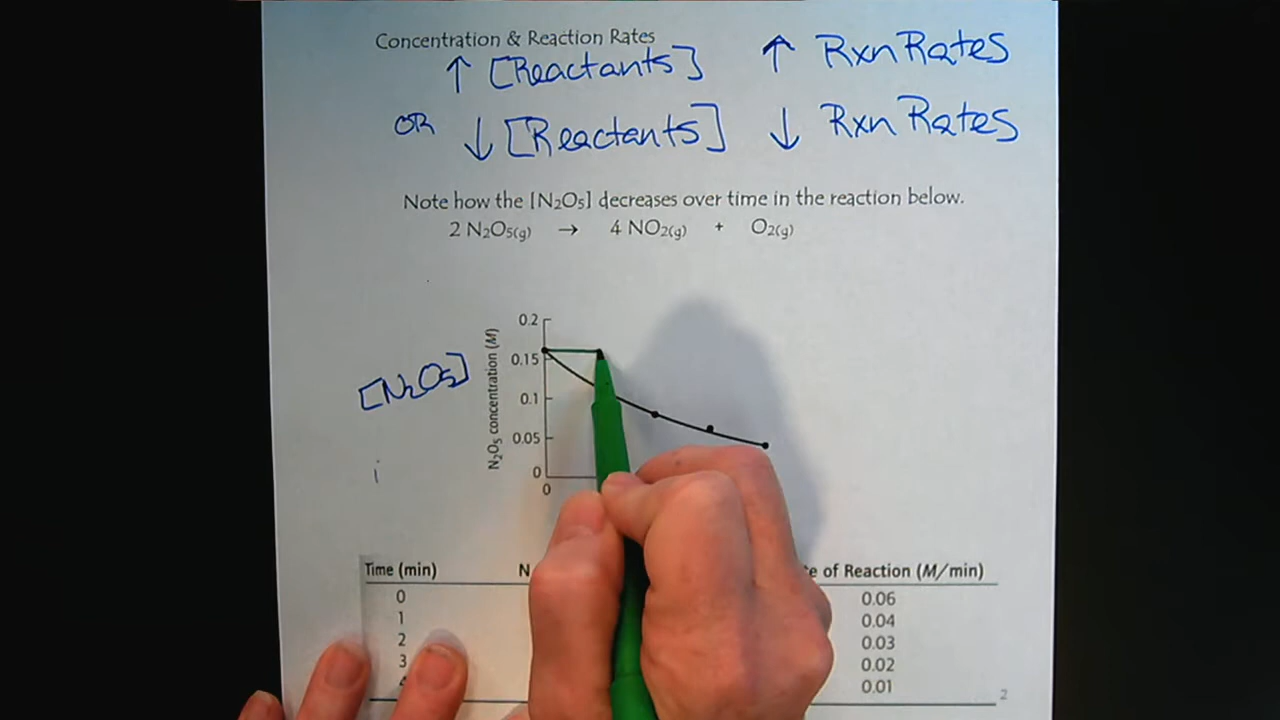 Concentration & Reaction Rates
↑ [Reactants] ↑ Rxn Rates
OR ↓ [Reactants] ↓ Rxn Rates
Note how the [N2O5] decreases over time in the reaction below.
2 N2O5(g) → 4 NO2(g) + O2(g)
[N2O5]
N2O5 concentration (M)
0.2
0.15
0.1
0.05
0
0
i
Time (min) N of Reaction (M/min)
0 0.06
1 0.04
2 0.03
3 0.02
0.01
2